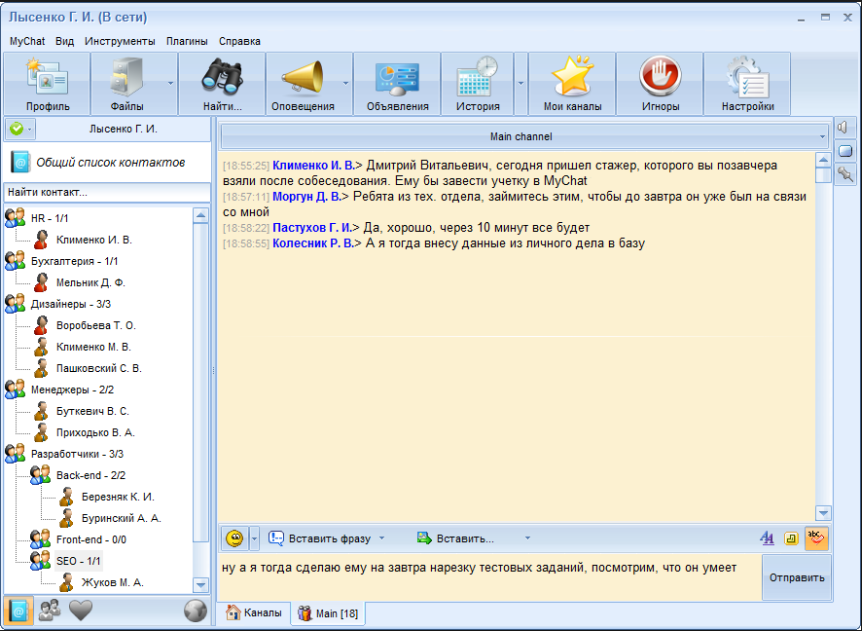 Лысенко Г. И. (В сети)
MyChat Вид Инструменты Плагины Справка
Профиль Файлы Найти... Оповещения Объявления История Мои каналы Игноры Настройки
Лысенко Г. И.
Общий список контактов
Найти контакт...
HR - 1/1
Клименко И. В.
Бухгалтерия - 1/1
Мельник Д. Ф.
Дизайнеры - 3/3
Воробьева Т. О.
Клименко М. В.
Пашковский С. В.
Менеджеры - 2/2
Буткевич В. С.
Приходько В. А.
Разработчики - 3/3
Back-end - 2/2
Березняк К. И.
Буринский А. А.
Front-end - 0/0
SEO - 1/1
Жуков М. А.
Main channel
[18:55:25] Клименко И. В.> Дмитрий Витальевич, сегодня пришел стажер, которого вы позавчера
взяли после собеседования. Ему бы завести учетку в MyChat
[18:57:11] Моргун Д. В.> Ребята из тех. отдела, займитесь этим, чтобы до завтра он уже был на связи
со мной
[18:58:22] Пастухов Г. И.> Да, хорошо, через 10 минут все будет
[18:58:55] Колесник Р. В.> А я тогда внесу данные из личного дела в базу
Вставить фразу Вставить... abc
ну а я тогда сделаю ему на завтра нарезку тестовых заданий, посмотрим, что он умеет
Отправить
Каналы Main [18]